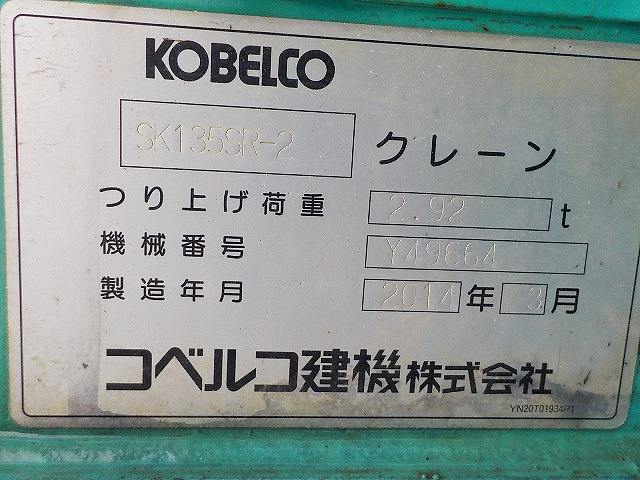 KOBELCO
SK135SR-2 クレーン
つり上げ荷重 2.92 t
機械番号 Y49664
製造年月 2014 年 3 月
コベルコ建機株式会社
YN20T01934P1